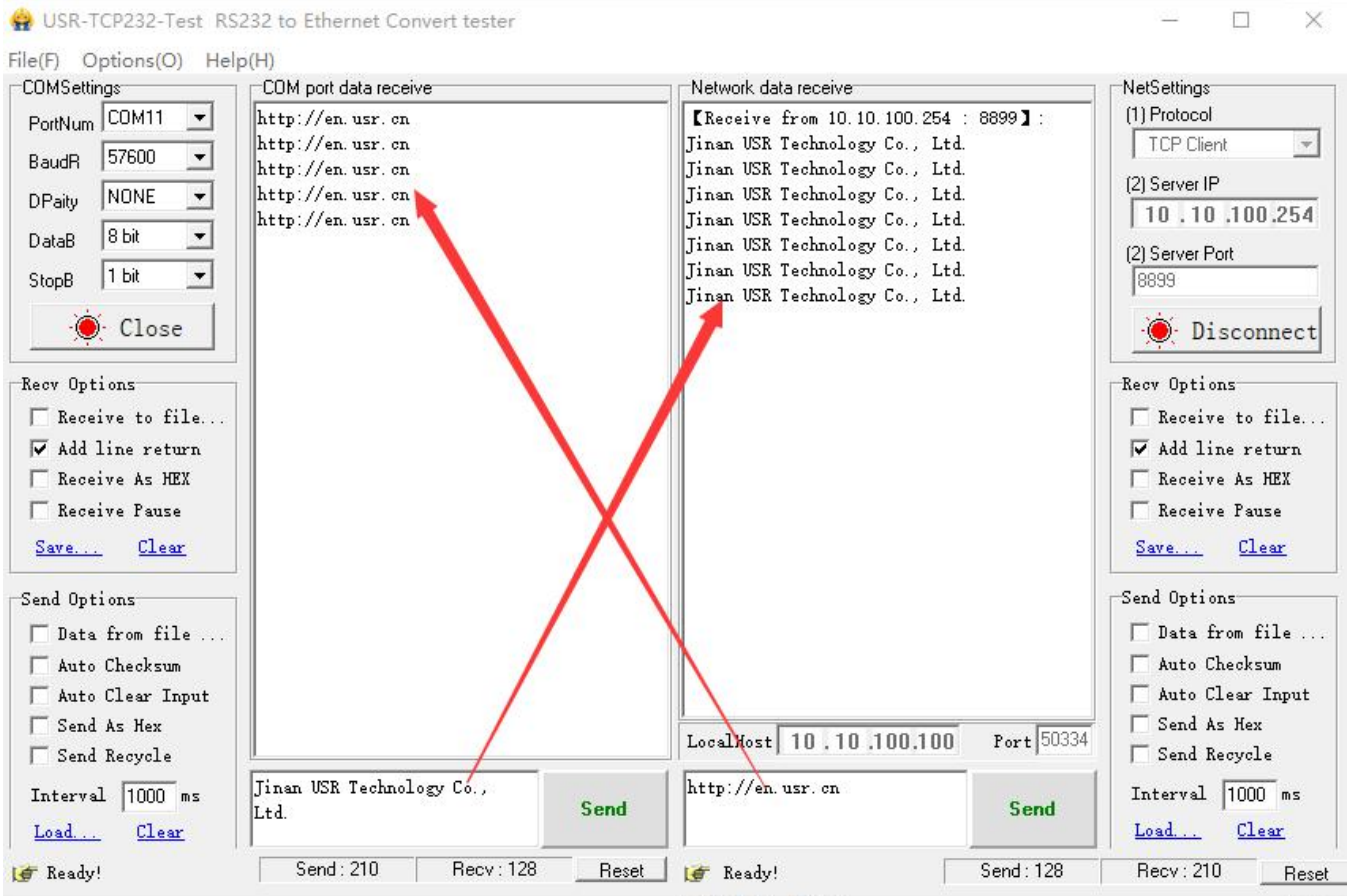 USR-TCP232-Test RS232 to Ethernet Convert tester
File(F) Options(O) Help(H)
COMSettings
PortNum COM11
BaudR 57600
DPaity NONE
DataB 8 bit
StopB 1 bit
Close
Recv Options
Receive to file...
Add line return
Receive As HEX
Receive Pause
Save... Clear
Send Options
Data from file ...
Auto Checksum
Auto Clear Input
Send As Hex
Send Recycle
Interval 1000 ms
Load... Clear
Ready!
COM port data receive
http://en.usr.cn
http://en.usr.cn
http://en.usr.cn
http://en.usr.cn
http://en.usr.cn
Jinan USR Technology Co.,
Ltd.
Send
Send : 210 Recv : 128 Reset
Network data receive
【Receive from 10.10.100.254 : 8899】:
Jinan USR Technology Co., Ltd.
Jinan USR Technology Co., Ltd.
Jinan USR Technology Co., Ltd.
Jinan USR Technology Co., Ltd.
Jinan USR Technology Co., Ltd.
Jinan USR Technology Co., Ltd.
Jinan USR Technology Co., Ltd.
LocalHost 10 . 10 .100.100 Port 50334
http://en.usr.cn
Send
Ready!
Send : 128 Recv : 210 Reset
NetSettings
(1) Protocol
TCP Client
(2) Server IP
10 . 10 .100.254
(2) Server Port
8899
Disconnect
Recv Options
Receive to file...
Add line return
Receive As HEX
Receive Pause
Save... Clear
Send Options
Data from file ...
Auto Checksum
Auto Clear Input
Send As Hex
Send Recycle
Interval 1000 ms
Load... Clear